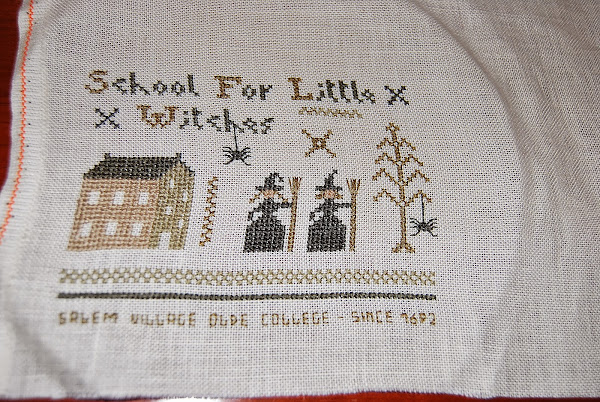 School For Little
Witches
SALEM VILLAGE OLDE COLLEGE - SINCE 1692